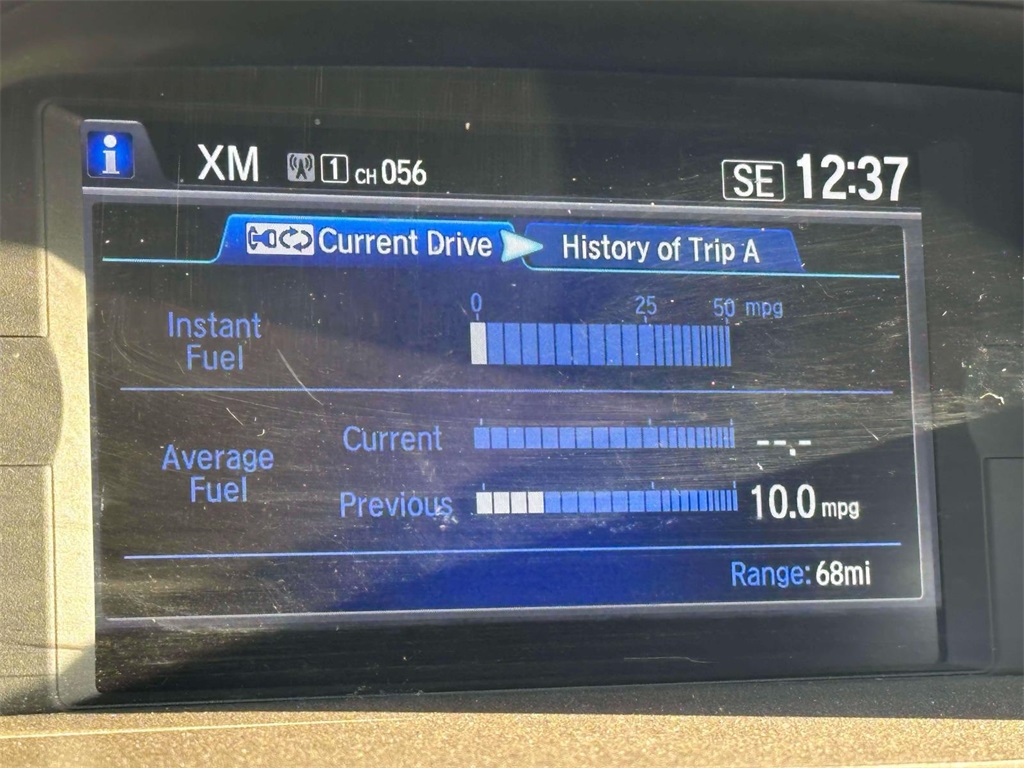 i XM 1 CH 056 SE 12:37
Current Drive History of Trip A
0 25 50 mpg
Instant
Fuel
Current --.-
Average
Fuel
Previous 10.0 mpg
Range: 68mi